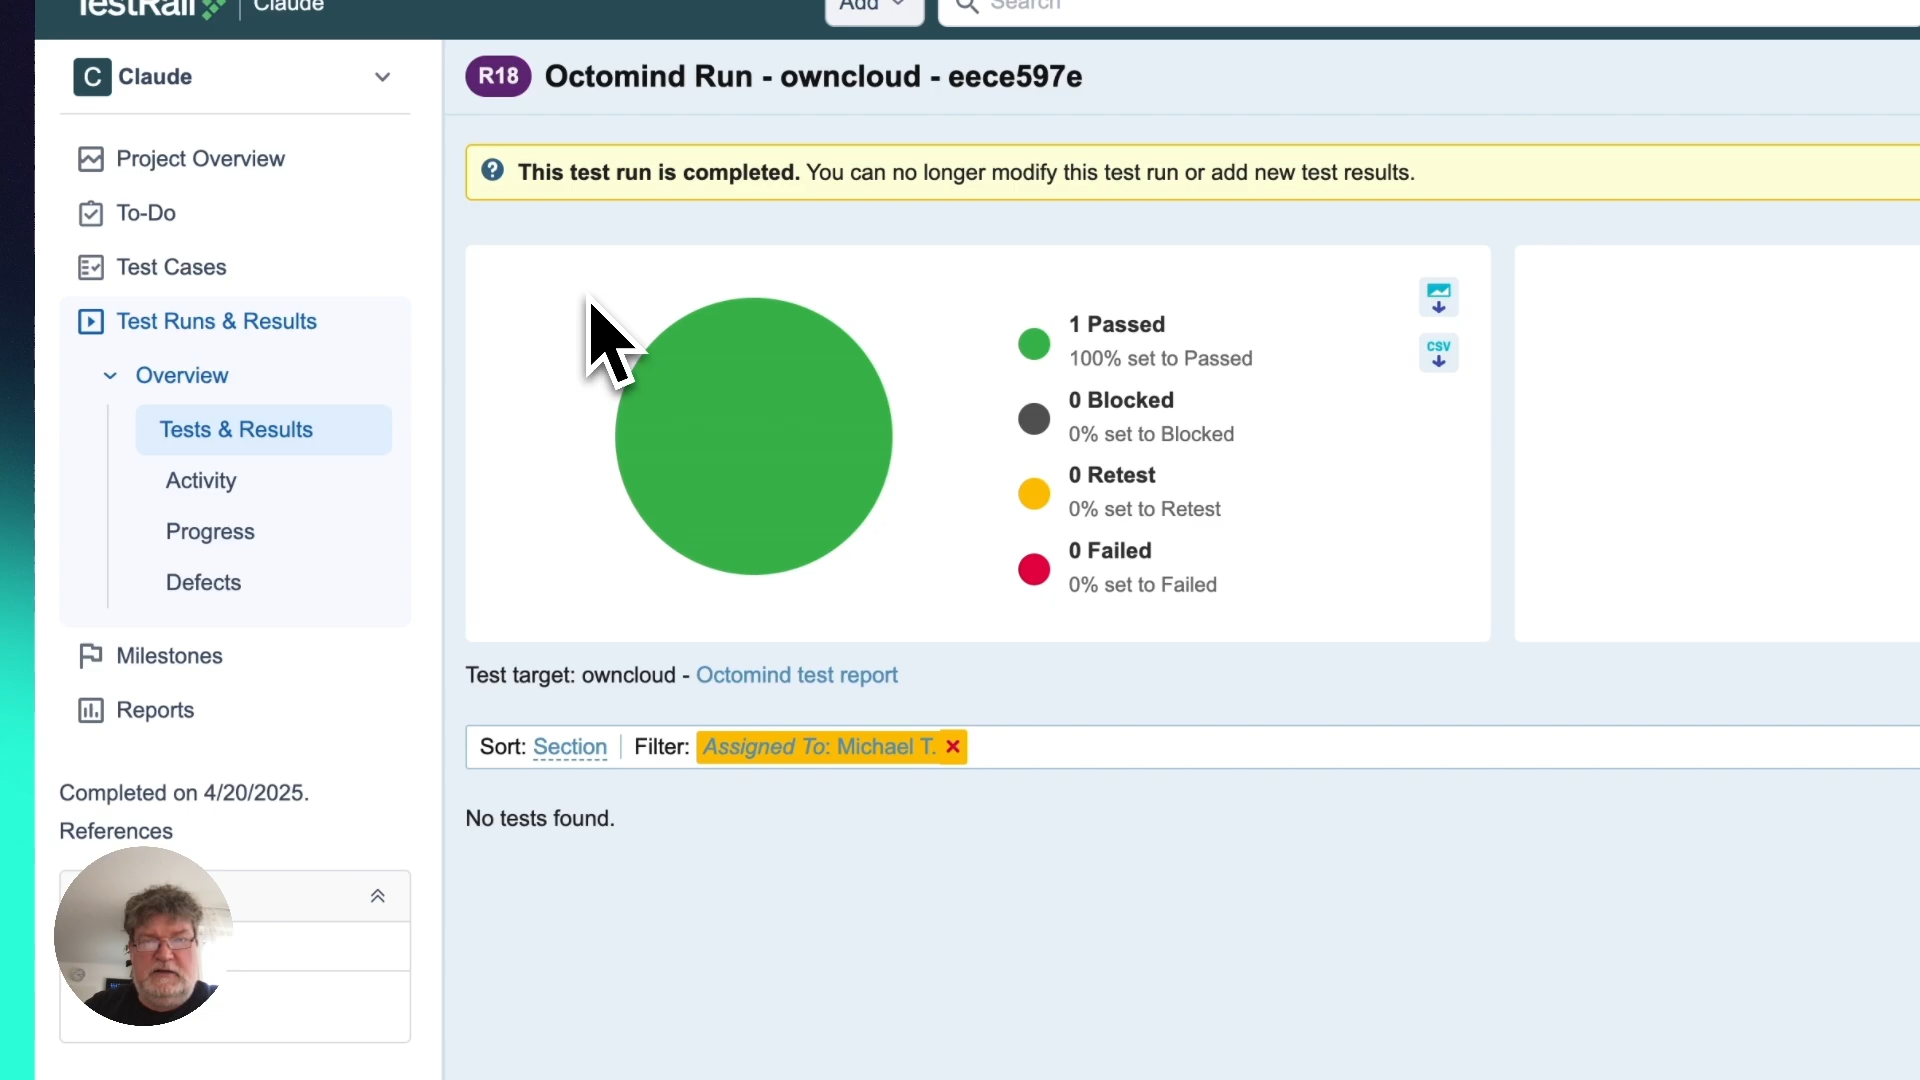 TestRail
Claude
Add
Search
C Claude
R18 Octomind Run - owncloud - eece597e
Project Overview
To-Do
Test Cases
Test Runs & Results
Overview
Tests & Results
Activity
Progress
Defects
Milestones
Reports
Completed on 4/20/2025.
References
? This test run is completed. You can no longer modify this test run or add new test results.
1 Passed
100% set to Passed
0 Blocked
0% set to Blocked
0 Retest
0% set to Retest
0 Failed
0% set to Failed
CSV
Test target: owncloud - Octomind test report
Sort: Section Filter: Assigned To: Michael T.
No tests found.